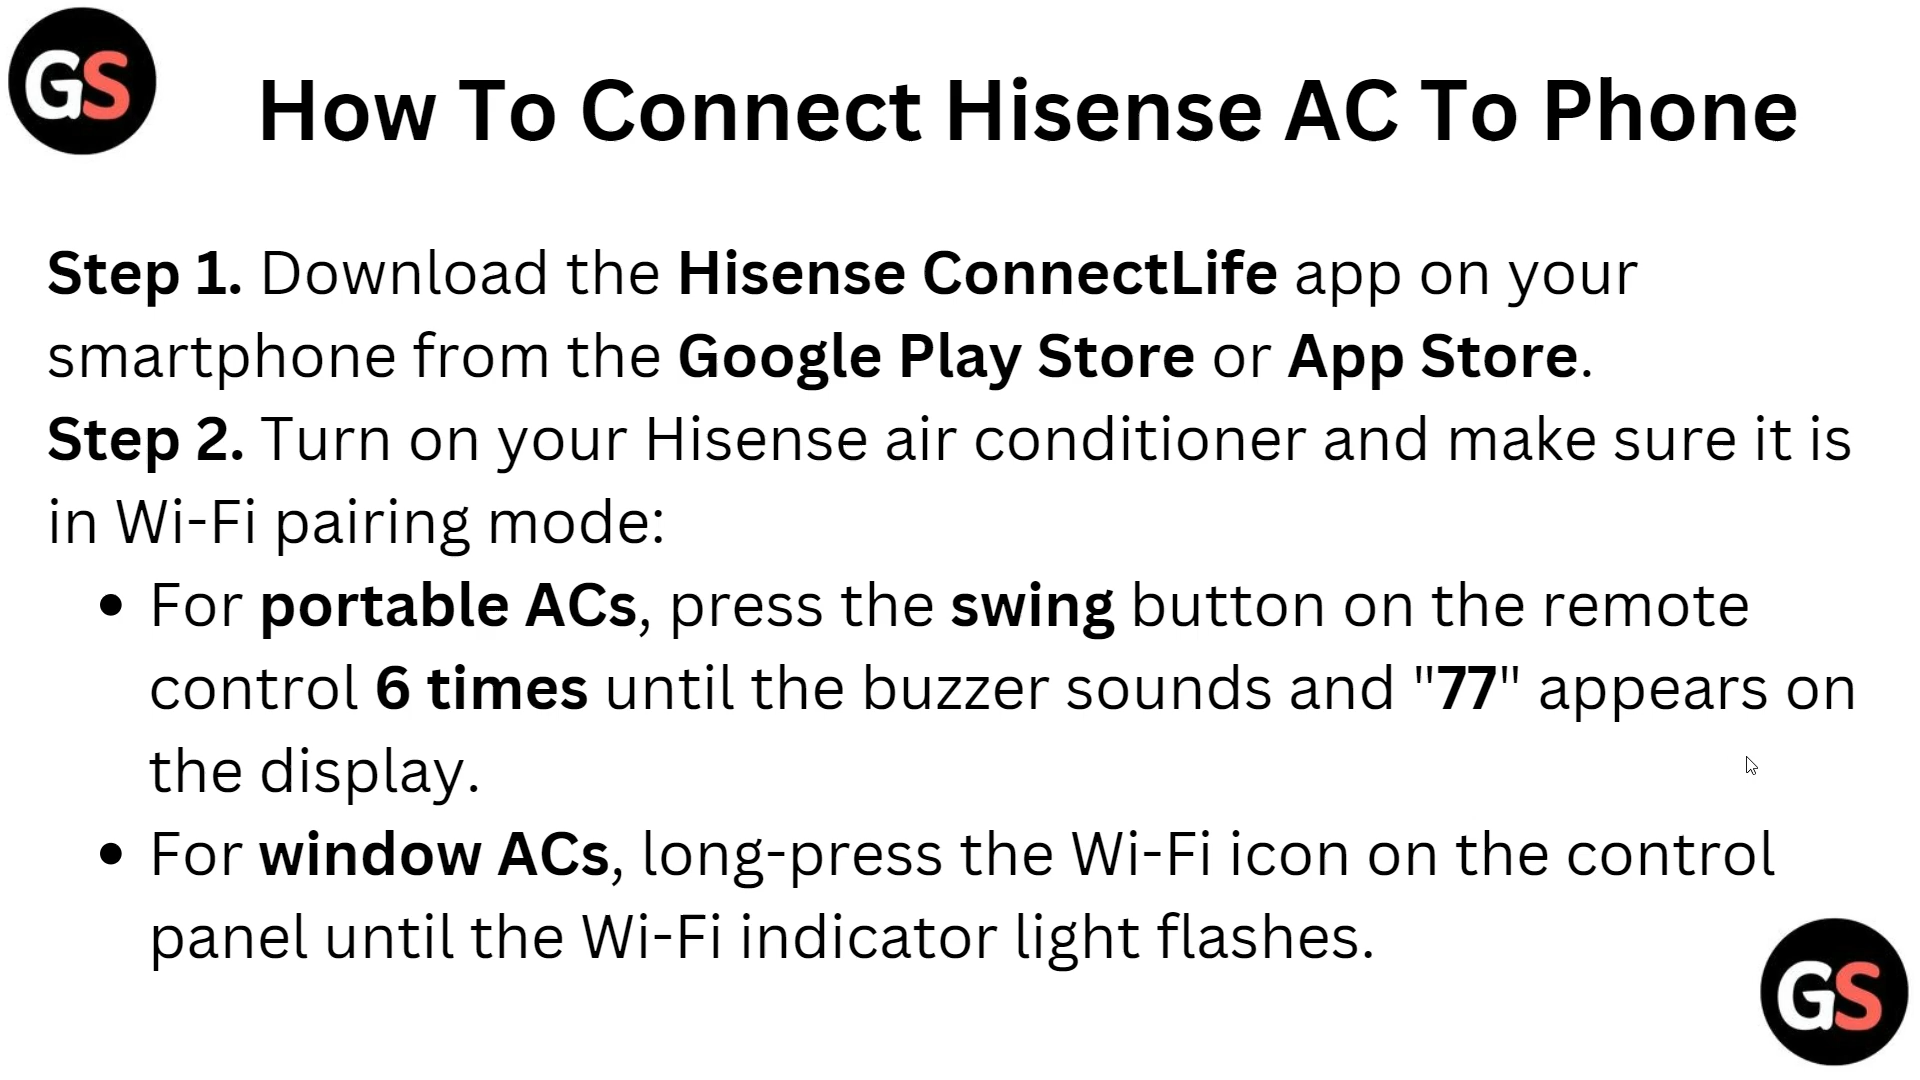 GS
How To Connect Hisense AC To Phone
Step 1. Download the Hisense ConnectLife app on your
smartphone from the Google Play Store or App Store.
Step 2. Turn on your Hisense air conditioner and make sure it is
in Wi-Fi pairing mode:
• For portable ACs, press the swing button on the remote
control 6 times until the buzzer sounds and "77" appears on
the display.
• For window ACs, long-press the Wi-Fi icon on the control
panel until the Wi-Fi indicator light flashes.
GS